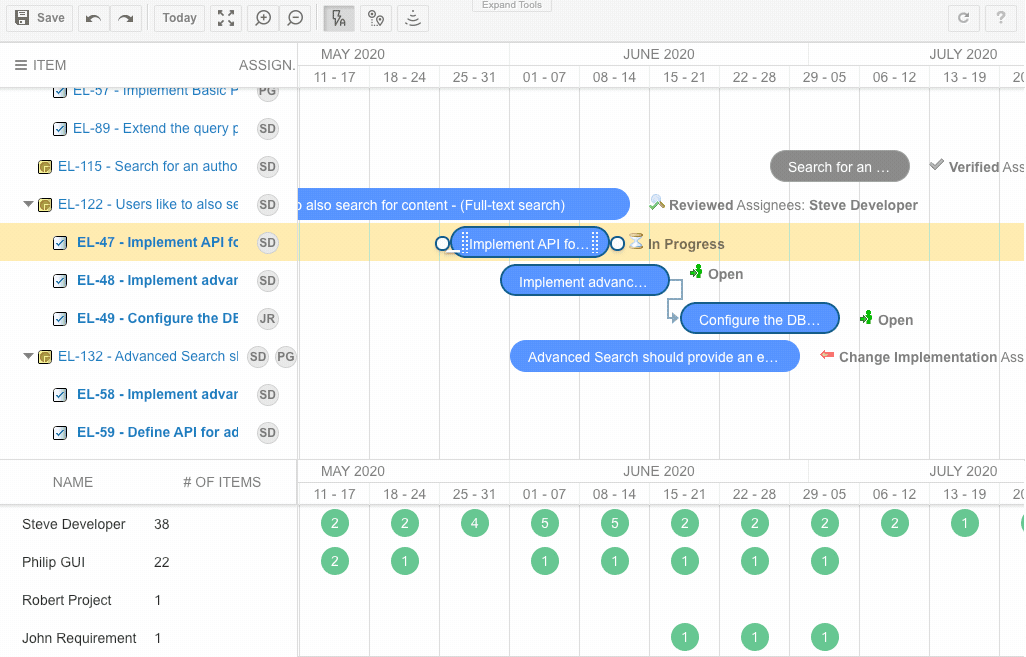 Expand Tools
Save Today ?
ITEM ASSIGN. MAY 2020 JUNE 2020 JULY 2020
11 - 17 18 - 24 25 - 31 01 - 07 08 - 14 15 - 21 22 - 28 29 - 05 06 - 12 13 - 19 20
EL-57 - Implement Basic P PG
EL-89 - Extend the query p SD
EL-115 - Search for an autho SD Search for an ... Verified Ass
EL-122 - Users like to also se SD o also search for content - (Full-text search) Reviewed Assignees: Steve Developer
EL-47 - Implement API fo SD Implement API fo... In Progress
EL-48 - Implement advan SD Implement advanc... Open
EL-49 - Configure the DB JR Configure the DB... Open
EL-132 - Advanced Search sh SD PG Advanced Search should provide an e... Change Implementation Ass
EL-58 - Implement advan SD
EL-59 - Define API for ad SD
NAME # OF ITEMS MAY 2020 JUNE 2020 JULY 2020
11 - 17 18 - 24 25 - 31 01 - 07 08 - 14 15 - 21 22 - 28 29 - 05 06 - 12 13 - 19 20
Steve Developer 38 2 2 4 5 5 2 2 2 2 1
Philip GUI 22 2 1 1 1 1 1 1
Robert Project 1
John Requirement 1 1 1 1